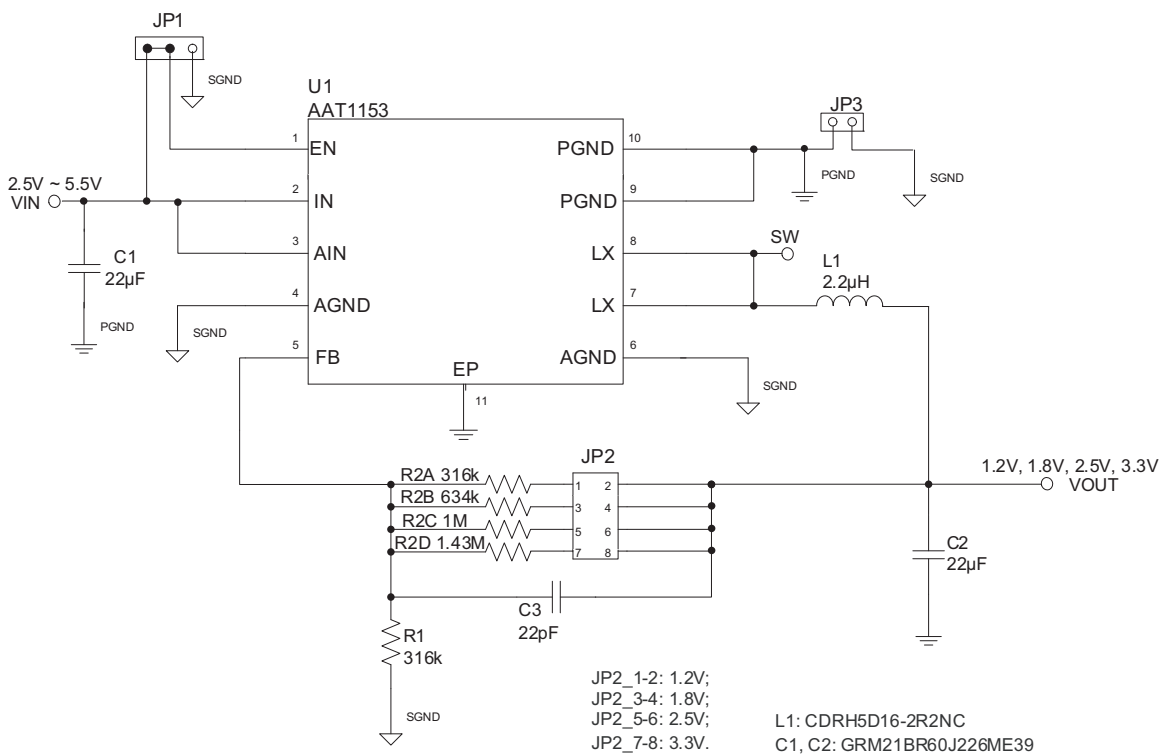 JP1
SGND
U1
AAT1153
JP3
1
EN
10
PGND
PGND
SGND
2.5V ~ 5.5V
VIN
2
IN
9
PGND
SW
3
AIN
8
LX
L1
2.2µH
C1
22µF
4
AGND
7
LX
PGND
SGND
5
FB
6
AGND
SGND
EP
11
JP2
1.2V, 1.8V, 2.5V, 3.3V
VOUT
R2A 316k
1
2
R2B 634k
3
4
R2C 1M
5
6
R2D 1.43M
7
8
C2
22µF
C3
22pF
R1
316k
SGND
JP2_1-2: 1.2V;
JP2_3-4: 1.8V;
JP2_5-6: 2.5V;
JP2_7-8: 3.3V.
L1: CDRH5D16-2R2NC
C1, C2: GRM21BR60J226ME39